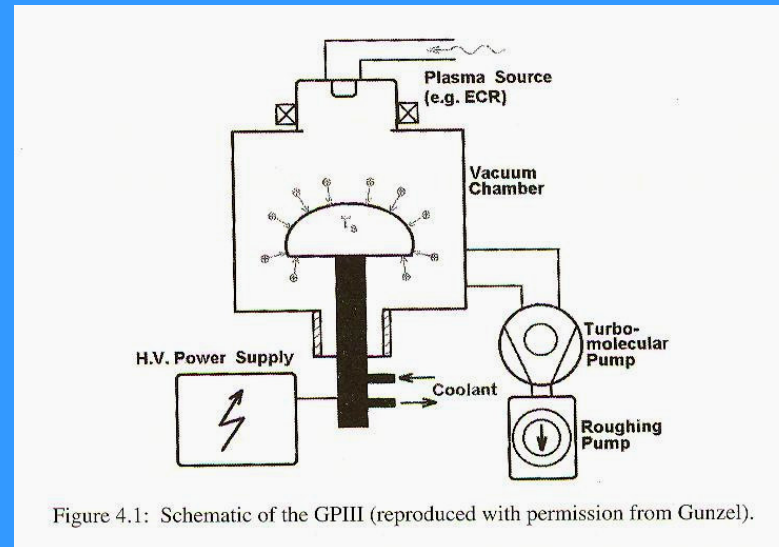 Plasma Source
(e.g. ECR)
Vacuum
Chamber
Ts
H.V. Power Supply
Coolant
Turbo-
molecular
Pump
Roughing
Pump
Figure 4.1: Schematic of the GPIII (reproduced with permission from Gunzel).